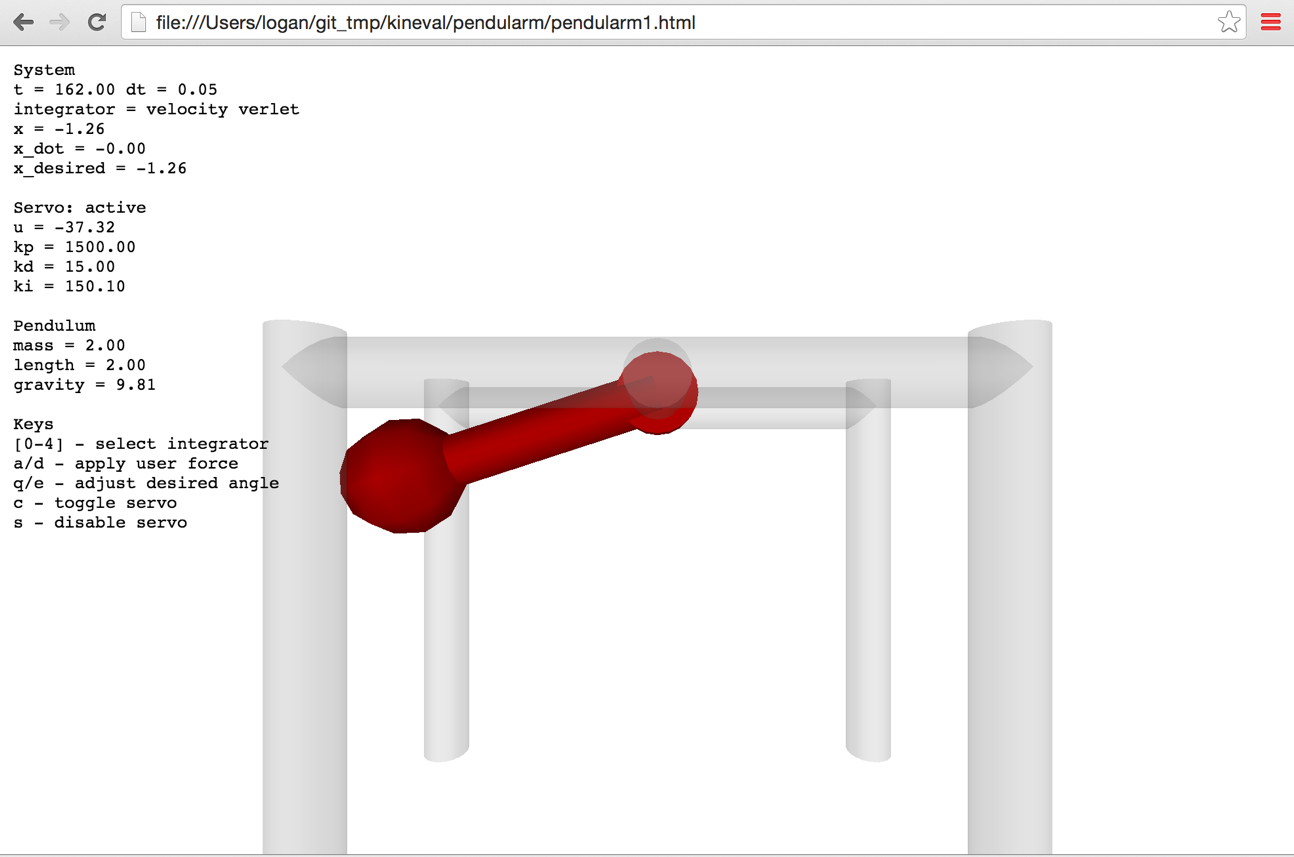 file:///Users/logan/git_tmp/kineval/pendularm/pendularm1.html
System
t = 162.00 dt = 0.05
integrator = velocity verlet
x = -1.26
x_dot = -0.00
x_desired = -1.26
Servo: active
u = -37.32
kp = 1500.00
kd = 15.00
ki = 150.10
Pendulum
mass = 2.00
length = 2.00
gravity = 9.81
Keys
[0-4] - select integrator
a/d - apply user force
q/e - adjust desired angle
c - toggle servo
s - disable servo